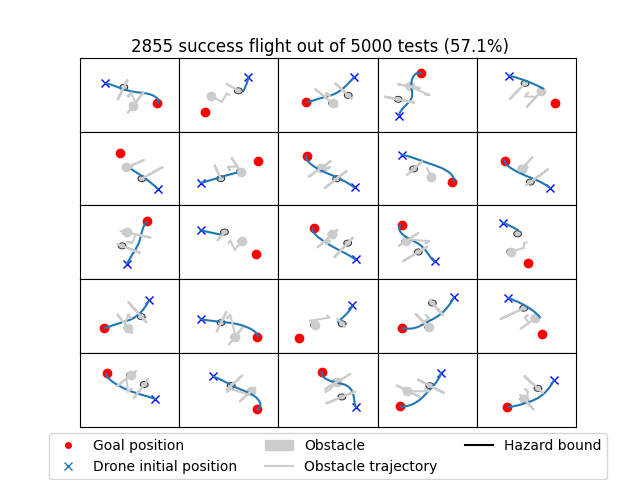 2855 success flight out of 5000 tests (57.1%)
Goal position
Drone initial position
Obstacle
Obstacle trajectory
Hazard bound